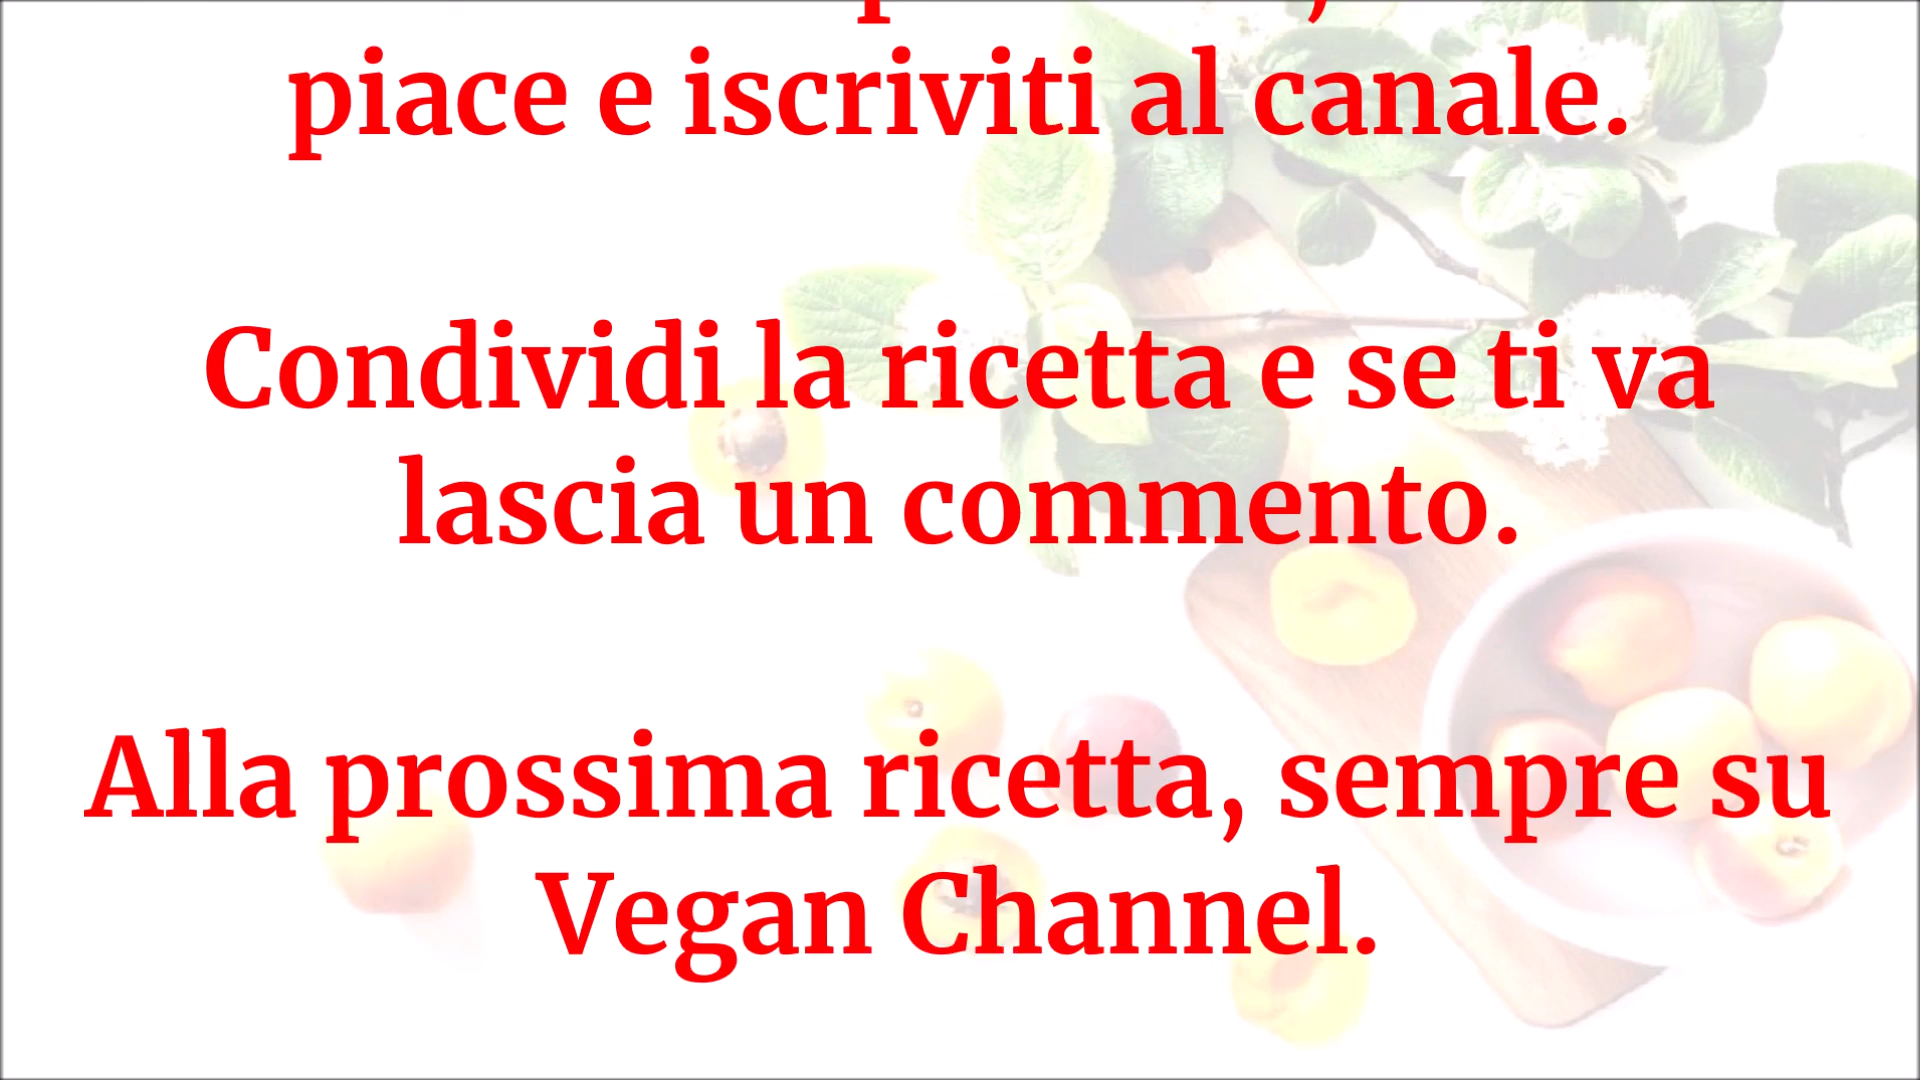 piace e iscriviti al canale.
Condividi la ricetta e se ti va
lascia un commento.
Alla prossima ricetta, sempre su
Vegan Channel.